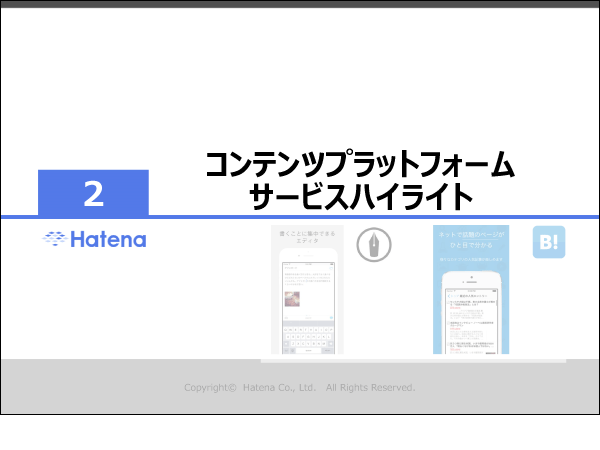 コンテンツプラットフォーム
サービスハイライト
2
Hatena
書くことに集中できる
エディタ
ネットで話題のページが
ひと目で分かる
B!
Copyright© Hatena Co., Ltd. All Rights Reserved.